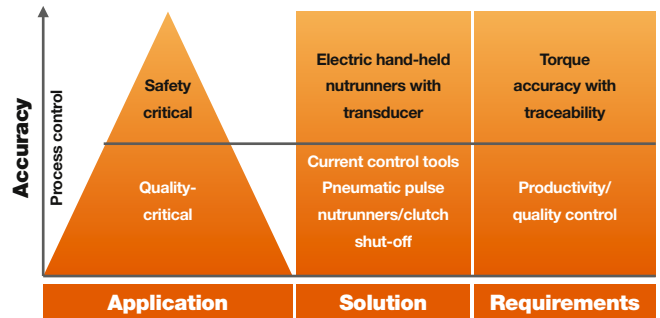 Accuracy
Process control
Safety
critical
Quality-
critical
Electric hand-held
nutrunners with
transducer
Current control tools
Pneumatic pulse
nutrunners/clutch
shut-off
Torque
accuracy with
traceability
Productivity/
quality control
Application
Solution
Requirements